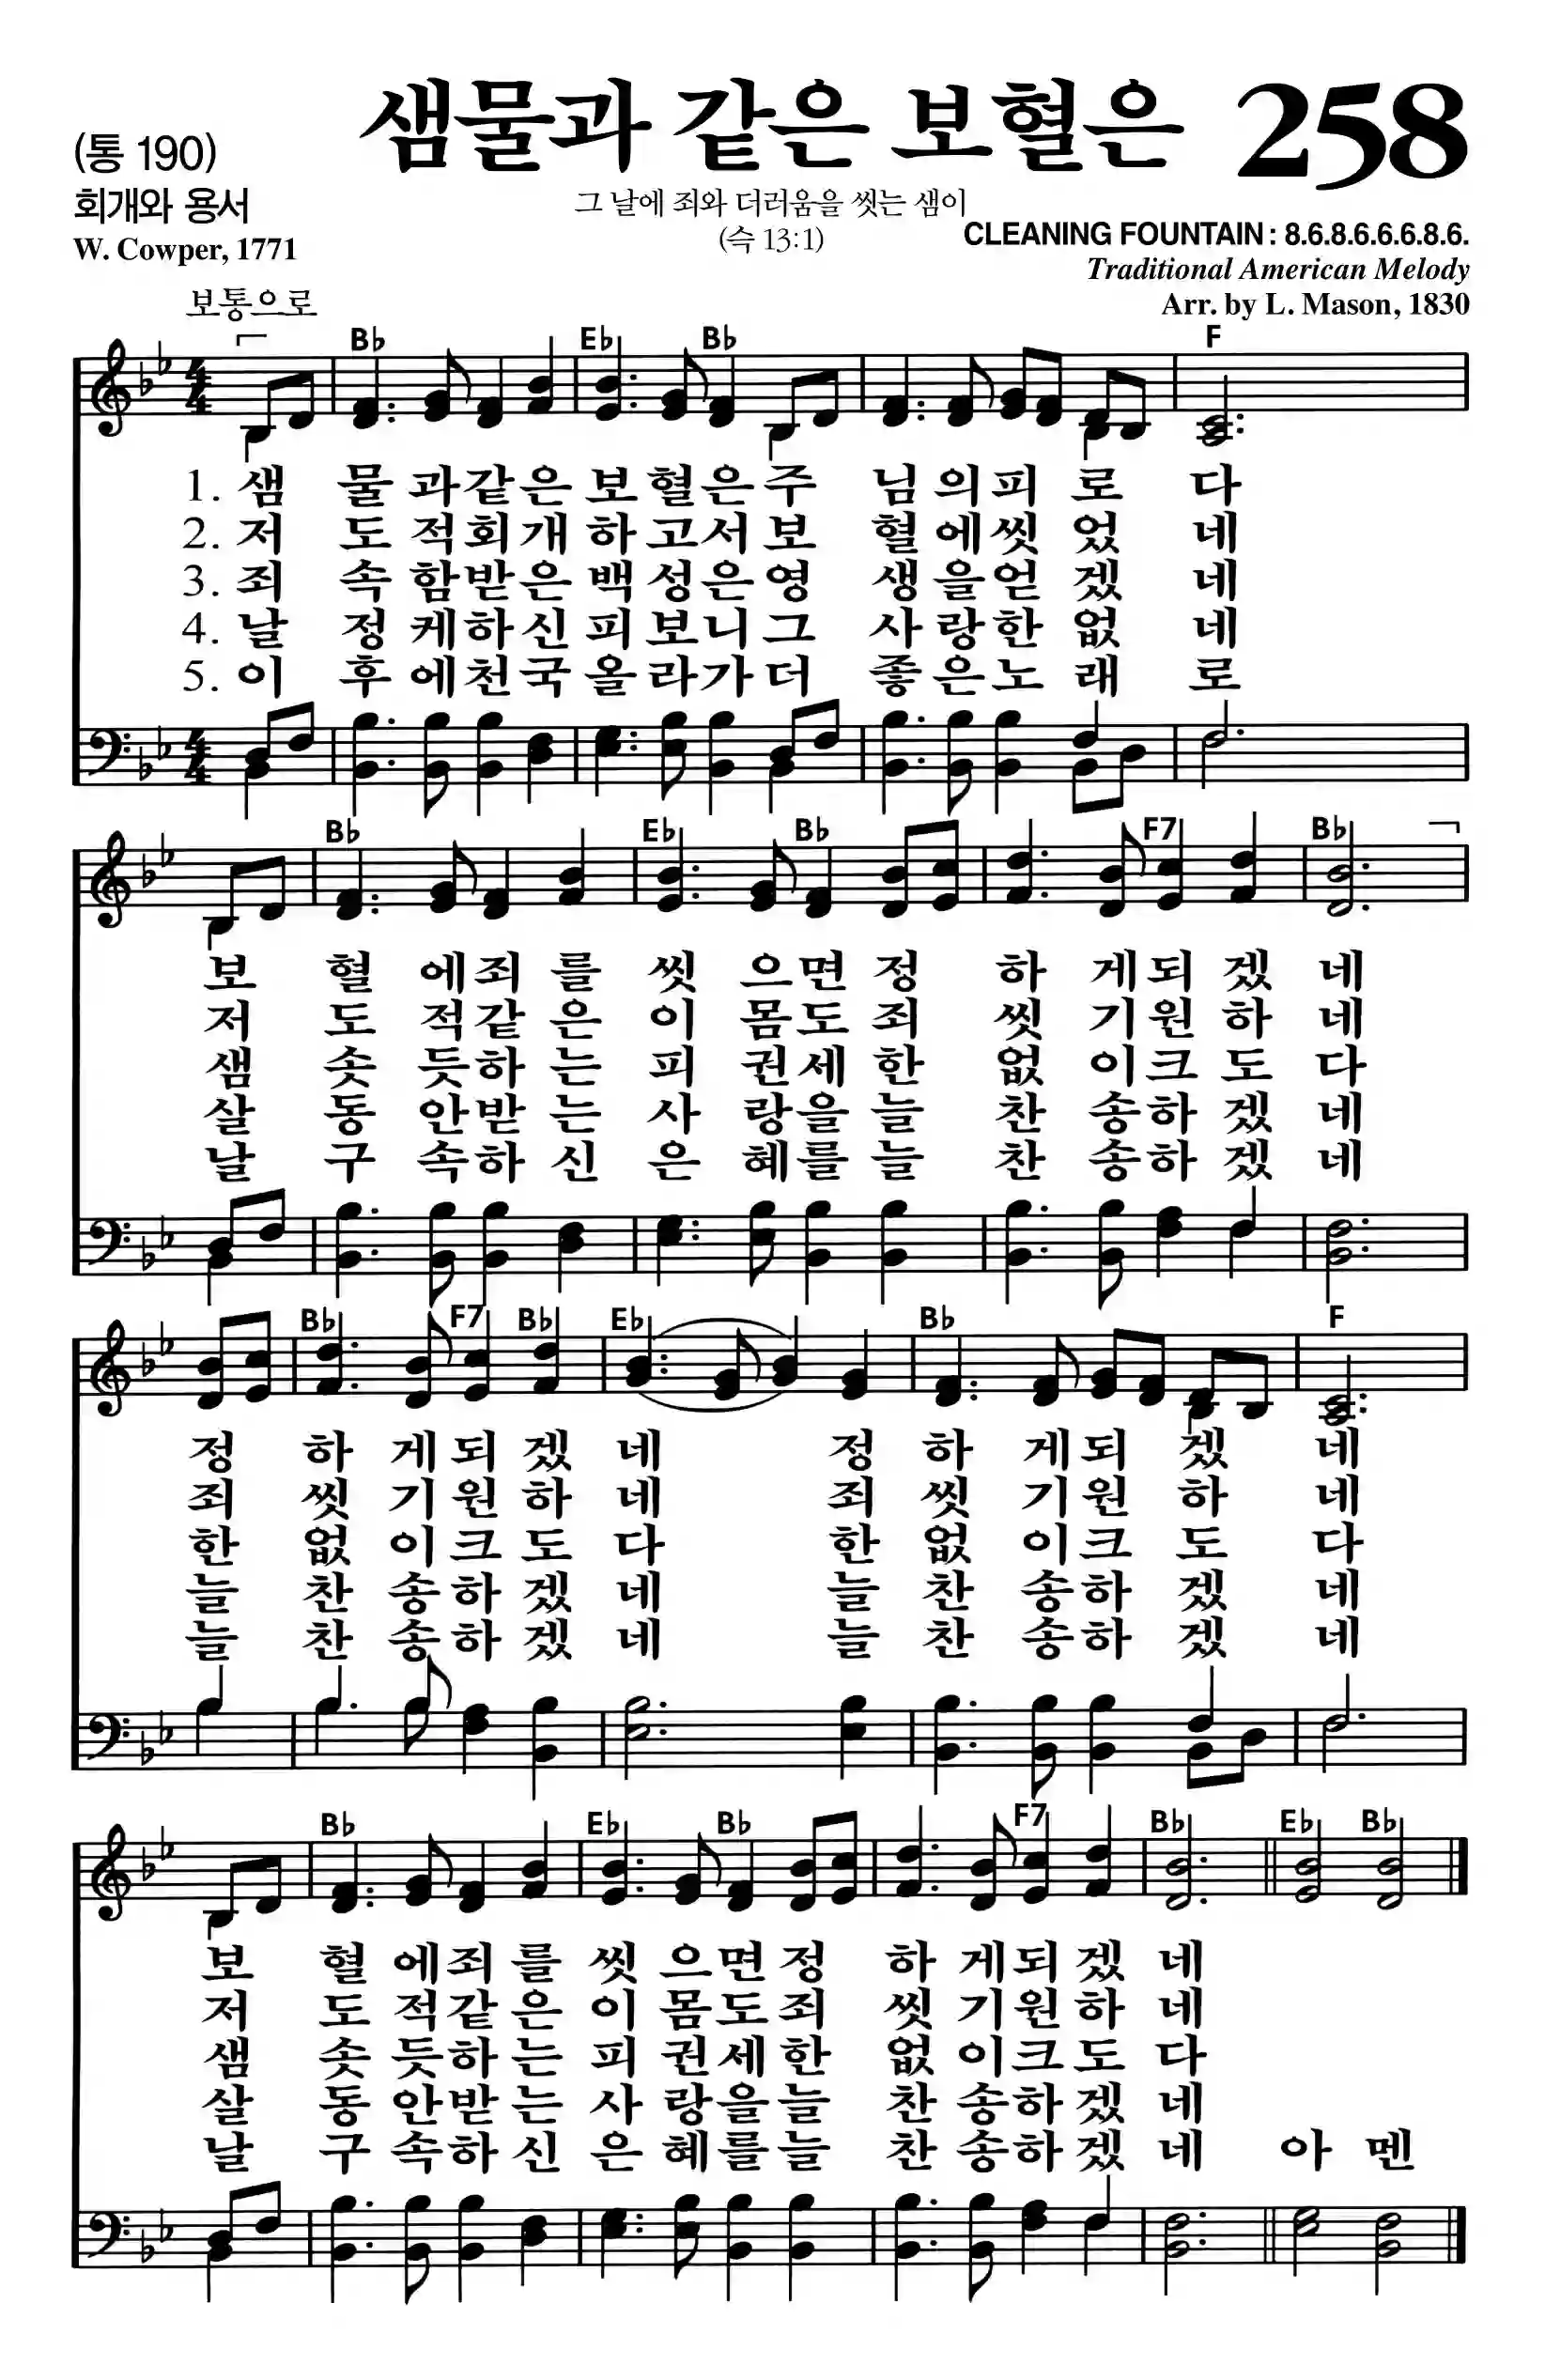 샘물과 같은 보혈은 258
(통 190)
회개와 용서
그 날에 죄와 더러움을 씻는 샘이
(슥 13:1)
W. Cowper, 1771
CLEANING FOUNTAIN : 8.6.8.6.6.6.8.6.
Traditional American Melody
Arr. by L. Mason, 1830
보통으로
B♭ E♭ B♭ F
1. 샘 물 과같은 보 혈은주 님의피 로 다
2. 저 도 적회개 하 고서보 혈에씻 었 네
3. 죄 속 함받은 백 성은영 생을얻 겠 네
4. 날 정 케하신 피 보니그 사랑한 없 네
5. 이 후 에천국 올 라가더 좋은노 래 로
B♭ E♭ B♭ F7 B♭
보 혈 에죄 를 씻 으면 정 하 게되 겠 네
저 도 적같 은 이 몸도 죄 씻 기원 하 네
샘 솟 듯하 는 피 권세 한 없 이크 도 다
살 동 안받 는 사 랑을 늘 찬 송하 겠 네
날 구 속하 신 은 혜를 늘 찬 송하 겠 네
B♭ F7 B♭ E♭ B♭ F
정 하 게되 겠 네 정 하 게되 겠 네
죄 씻 기원 하 네 죄 씻 기원 하 네
한 없 이크 도 다 한 없 이크 도 다
늘 찬 송하 겠 네 늘 찬 송하 겠 네
늘 찬 송하 겠 네 늘 찬 송하 겠 네
B♭ E♭ B♭ F7 B♭ E♭ B♭
보 혈 에죄 를 씻 으면정 하 게되 겠 네
저 도 적같 은 이 몸도죄 씻 기원 하 네
샘 솟 듯하 는 피 권세한 없 이크 도 다
살 동 안받 는 사 랑을늘 찬 송하 겠 네
날 구 속하 신 은 혜를늘 찬 송하 겠 네 아 멘